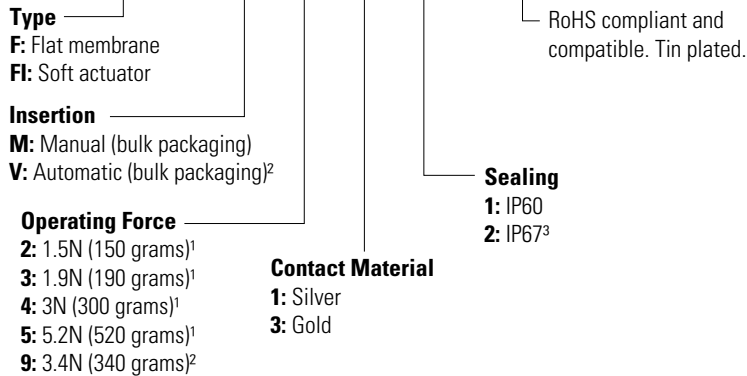 Type
F: Flat membrane
FI: Soft actuator
RoHS compliant and
compatible. Tin plated.
Insertion
M: Manual (bulk packaging)
V: Automatic (bulk packaging)²
Sealing
1: IP60
2: IP67³
Operating Force
2: 1.5N (150 grams)¹
3: 1.9N (190 grams)¹
4: 3N (300 grams)¹
5: 5.2N (520 grams)¹
9: 3.4N (340 grams)²
Contact Material
1: Silver
3: Gold